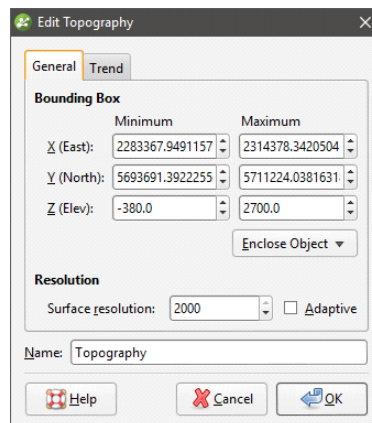 Edit Topography
General Trend
Bounding Box
Minimum Maximum
X (East): 2283367.9491157 2314378.3420504
Y (North): 5693691.3922255 5711224.0381631
Z (Elev): -380.0 2700.0
Enclose Object
Resolution
Surface resolution: 2000 Adaptive
Name: Topography
Help Cancel OK